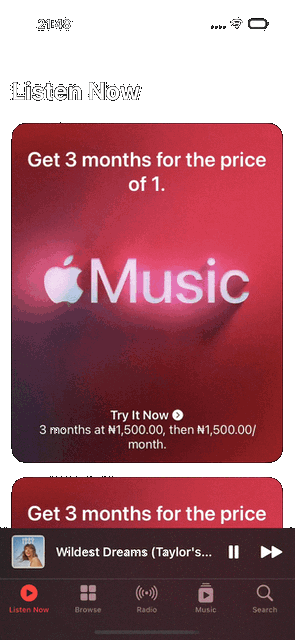 21:48
Listen Now
Get 3 months for the price
of 1.
Music
Try It Now
3 months at ₦1,500.00, then ₦1,500.00/
month.
Get 3 months for the price
Wildest Dreams (Taylor's...
Listen Now
Browse
Radio
Music
Search